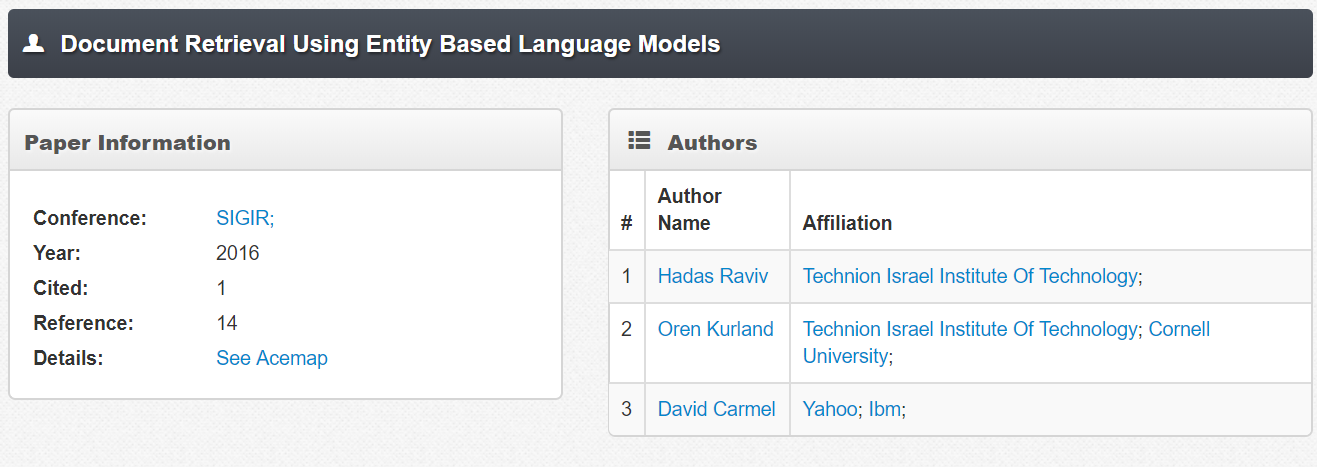 Document Retrieval Using Entity Based Language Models
Paper Information
Conference: SIGIR;
Year: 2016
Cited: 1
Reference: 14
Details: See Acemap
Authors
# Author Name Affiliation
1 Hadas Raviv Technion Israel Institute Of Technology;
2 Oren Kurland Technion Israel Institute Of Technology; Cornell
University;
3 David Carmel Yahoo; Ibm;